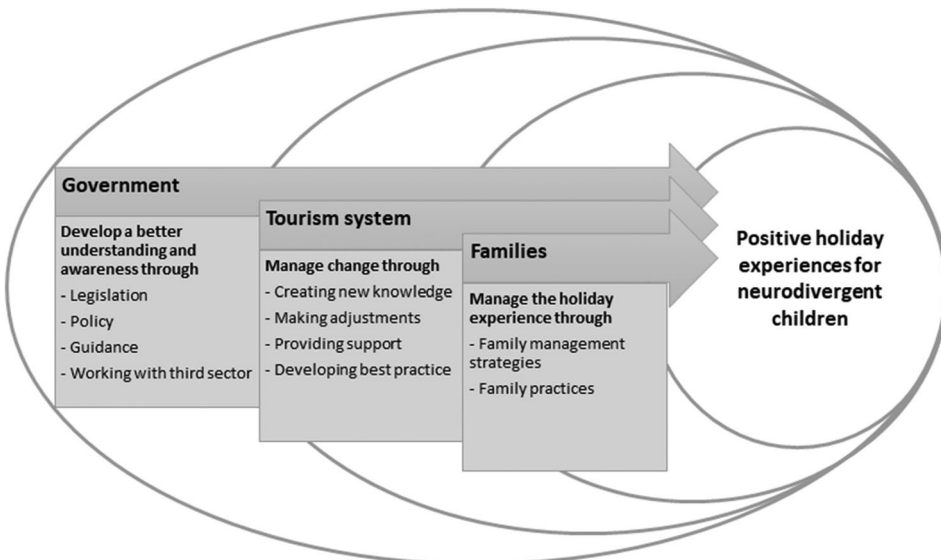 Government
Develop a better
understanding and
awareness through
- Legislation
- Policy
- Guidance
- Working with third sector
Tourism system
Manage change through
- Creating new knowledge
- Making adjustments
- Providing support
- Developing best practice
Families
Manage the holiday
experience through
- Family management
strategies
- Family practices
Positive holiday
experiences for
neurodivergent
children